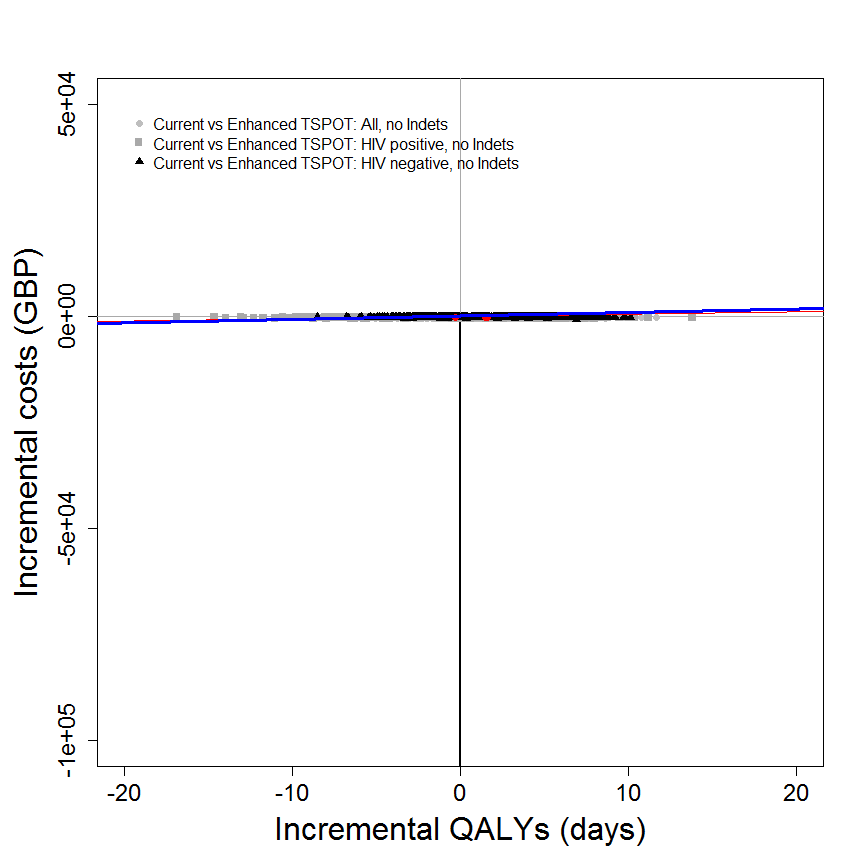 Current vs Enhanced TSPOT: All, no Indets
Current vs Enhanced TSPOT: HIV positive, no Indets
Current vs Enhanced TSPOT: HIV negative, no Indets
Incremental costs (GBP)
5e+04
0e+00
-5e+04
-1e+05
-20 -10 0 10 20
Incremental QALYs (days)